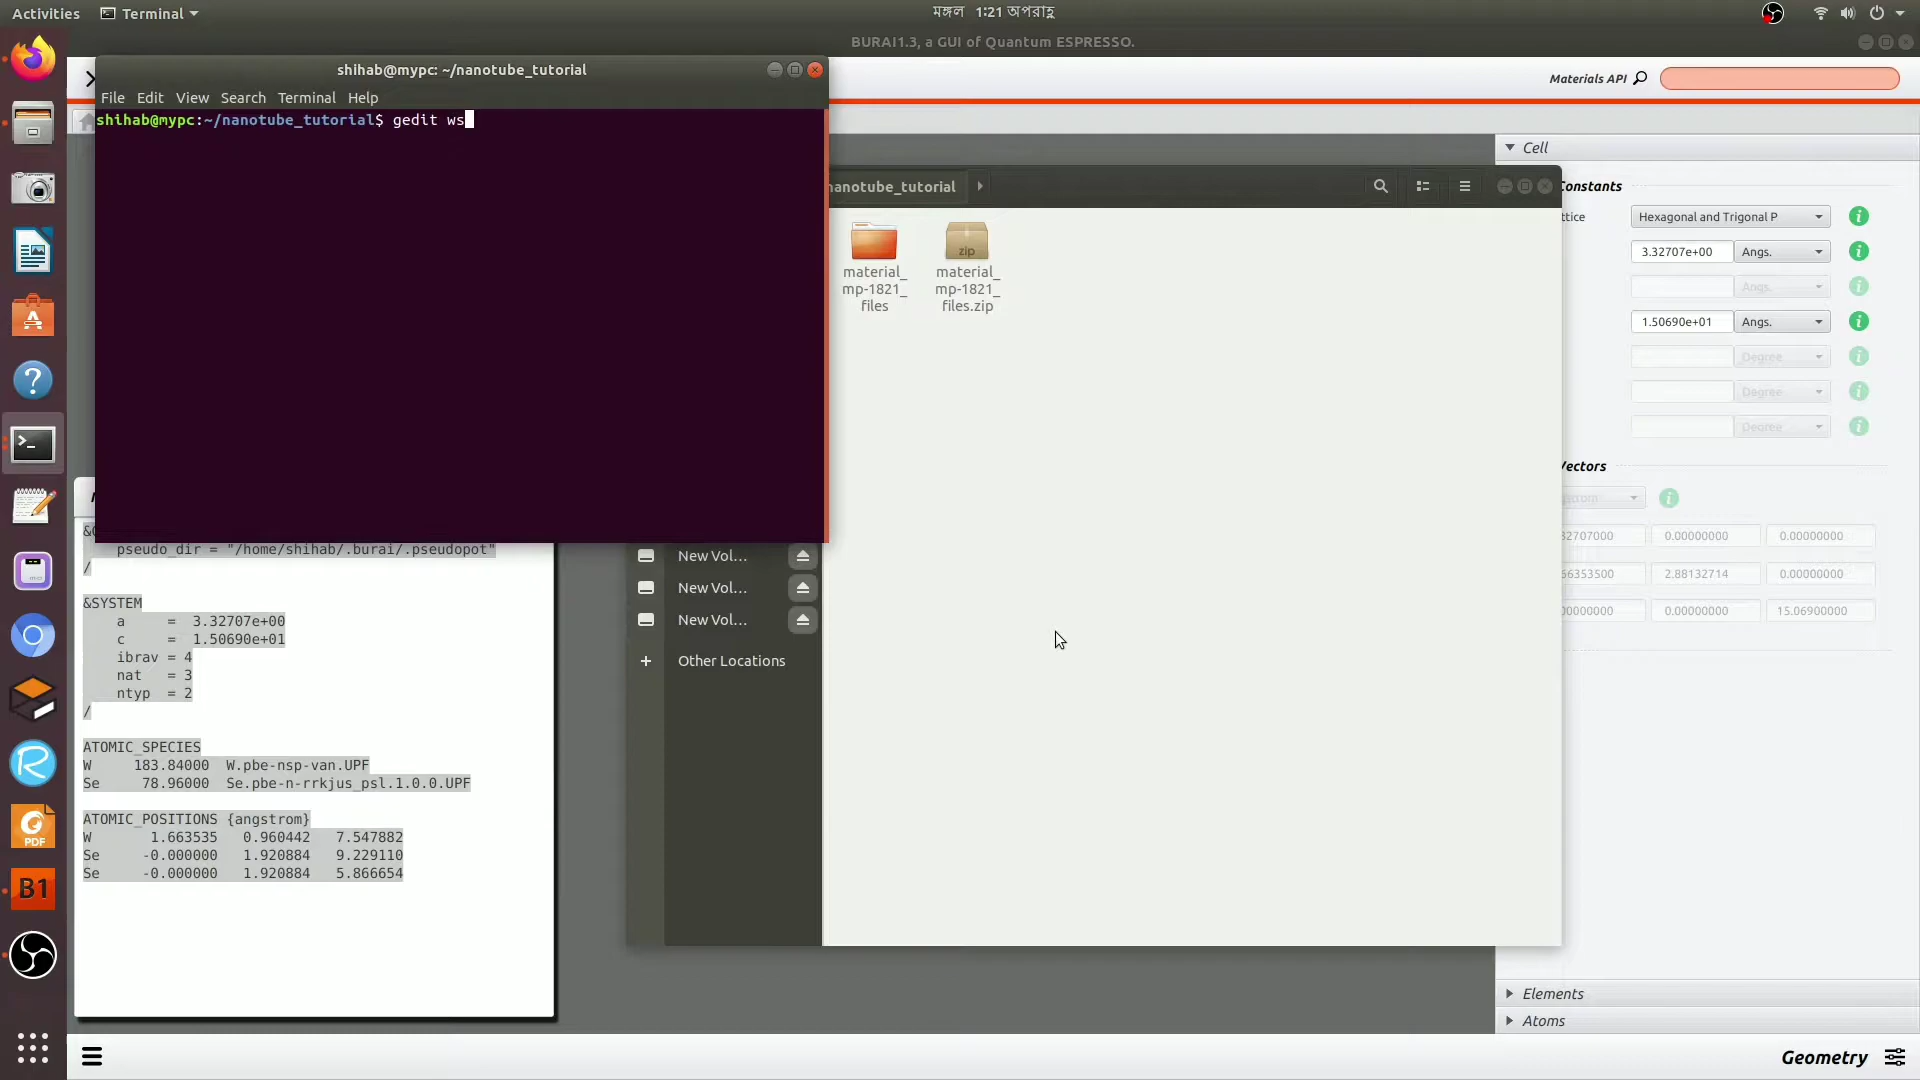 Activities
Terminal
মঙ্গল 1:21 অপরাহ্ণ
BURAI1.3, a GUI of Quantum ESPRESSO.
shihab@mypc: ~/nanotube_tutorial
Materials API
File Edit View Search Terminal Help
shihab@mypc:~/nanotube_tutorial$ gedit ws
nanotube_tutorial
material_
mp-1821_
files
zip
material_
mp-1821_
files.zip
New Vol...
New Vol...
New Vol...
+ Other Locations
pseudo_dir = "/home/shihab/.burai/.pseudopot"
/
&SYSTEM
a = 3.32707e+00
c = 1.50690e+01
ibrav = 4
nat = 3
ntyp = 2
/
ATOMIC_SPECIES
W 183.84000 W.pbe-nsp-van.UPF
Se 78.96000 Se.pbe-n-rrkjus_psl.1.0.0.UPF
ATOMIC_POSITIONS {angstrom}
W 1.663535 0.960442 7.547882
Se -0.000000 1.920884 9.229110
Se -0.000000 1.920884 5.866654
Cell
Constants
ttice Hexagonal and Trigonal P
3.32707e+00 Angs.
Angs.
1.50690e+01 Angs.
Degree
Degree
Degree
Vectors
32707000 0.00000000 0.00000000
66353500 2.88132714 0.00000000
00000000 0.00000000 15.06900000
Elements
Atoms
Geometry
PDF
B1